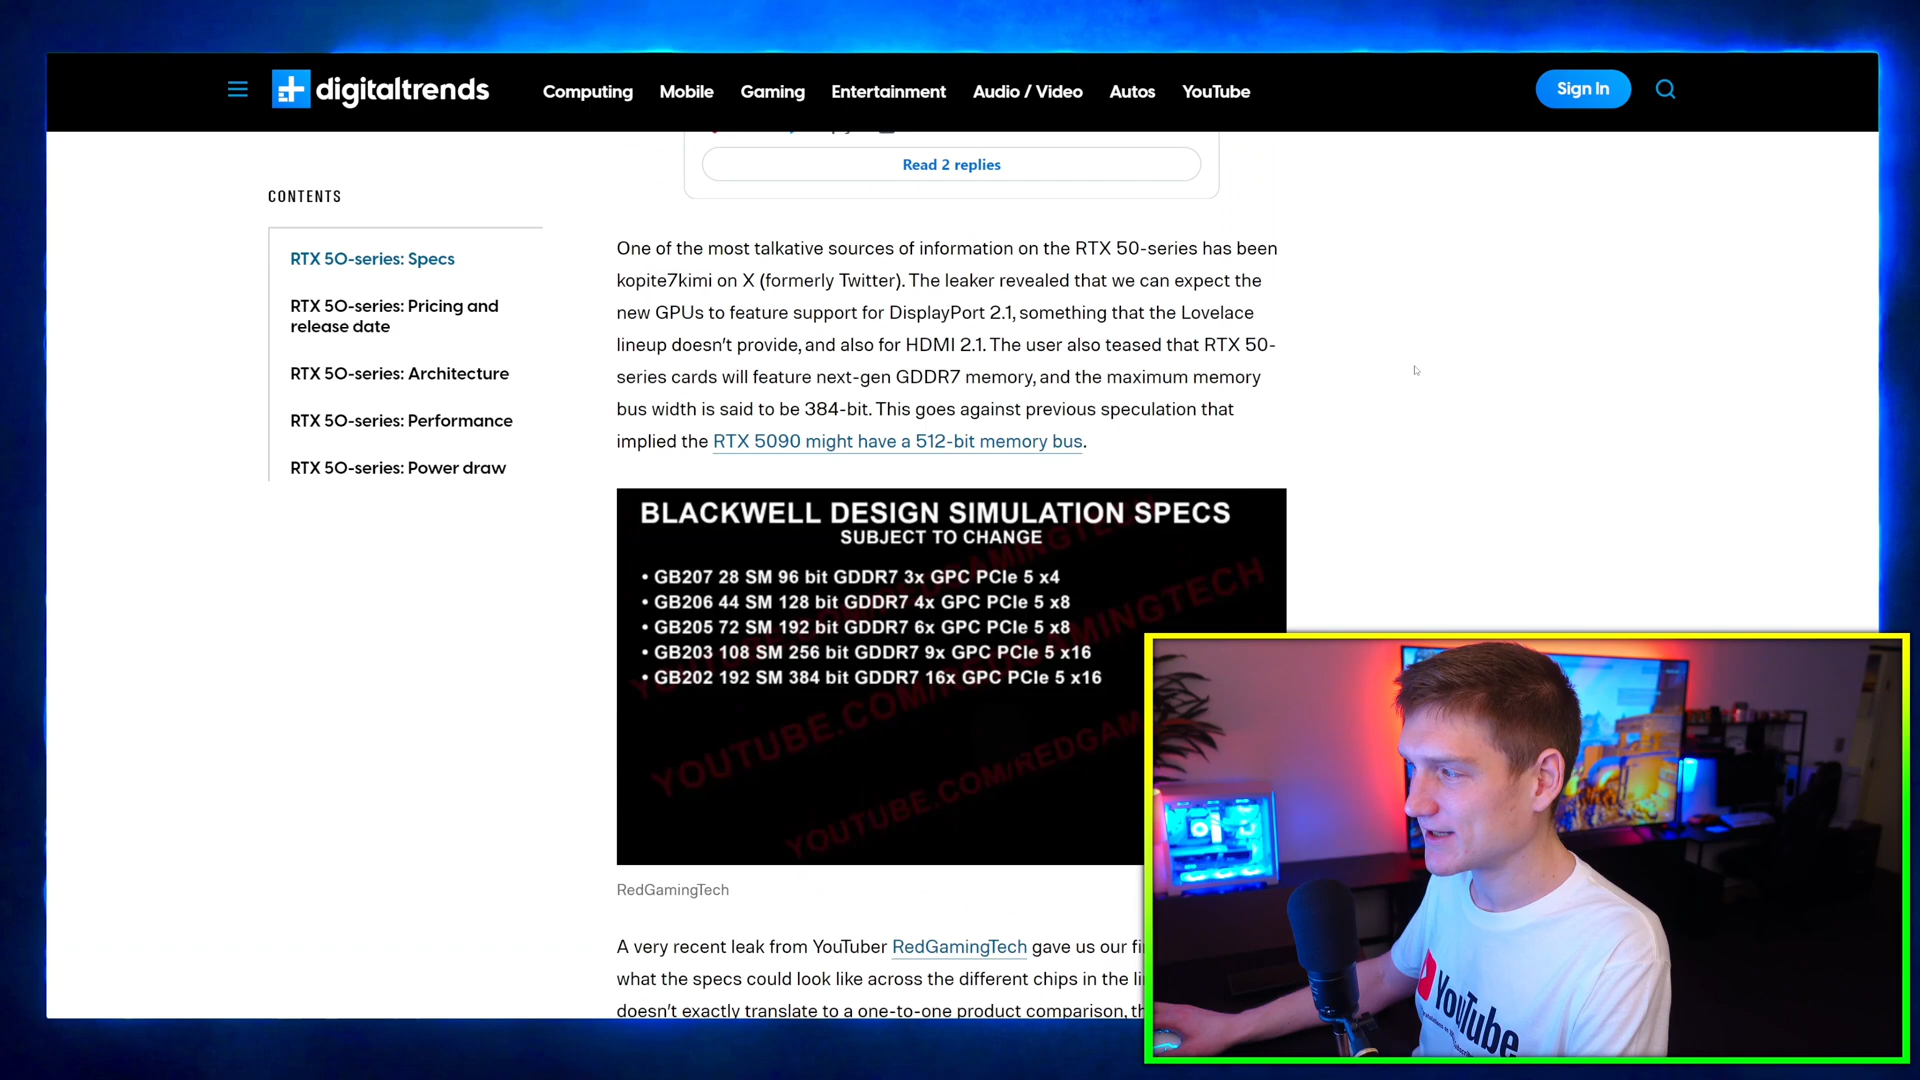 digitaltrends
Computing Mobile Gaming Entertainment Audio / Video Autos YouTube
Sign In
Read 2 replies
CONTENTS
RTX 50-series: Specs
RTX 50-series: Pricing and
release date
RTX 50-series: Architecture
RTX 50-series: Performance
RTX 50-series: Power draw
One of the most talkative sources of information on the RTX 50-series has been
kopite7kimi on X (formerly Twitter). The leaker revealed that we can expect the
new GPUs to feature support for DisplayPort 2.1, something that the Lovelace
lineup doesn't provide, and also for HDMI 2.1. The user also teased that RTX 50-
series cards will feature next-gen GDDR7 memory, and the maximum memory
bus width is said to be 384-bit. This goes against previous speculation that
implied the RTX 5090 might have a 512-bit memory bus.
BLACKWELL DESIGN SIMULATION SPECS
SUBJECT TO CHANGE
• GB207 28 SM 96 bit GDDR7 3x GPC PCIe 5 x4
• GB206 44 SM 128 bit GDDR7 4x GPC PCIe 5 x8
• GB205 72 SM 192 bit GDDR7 6x GPC PCIe 5 x8
• GB203 108 SM 256 bit GDDR7 9x GPC PCIe 5 x16
• GB202 192 SM 384 bit GDDR7 16x GPC PCIe 5 x16
YOUTUBE.COM/REDGAMINGTECH
YOUTUBE.COM/REDGAM
RedGamingTech
A very recent leak from YouTuber RedGamingTech gave us our fi
what the specs could look like across the different chips in the li
doesn't exactly translate to a one-to-one product comparison, th
YouTube